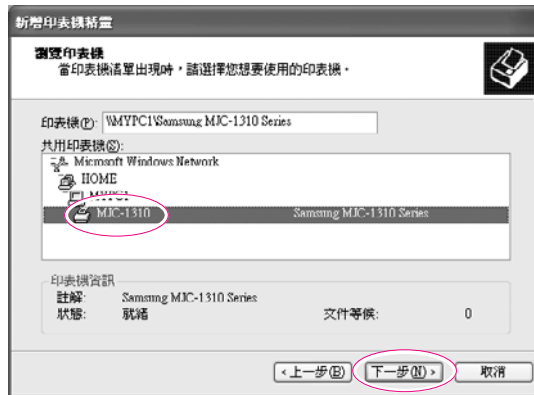 新增印表機精靈
瀏覽印表機
當印表機清單出現時，請選擇您想要使用的印表機。
印表機(P): \\MYPC1\Samsung MJC-1310 Series
共用印表機(S):
Microsoft Windows Network
HOME
MYPC1
MJC-1310 Samsung MJC-1310 Series
印表機資訊
註解: Samsung MJC-1310 Series
狀態: 就緒 文件等候: 0
<上一步(B) 下一步(N)> 取消